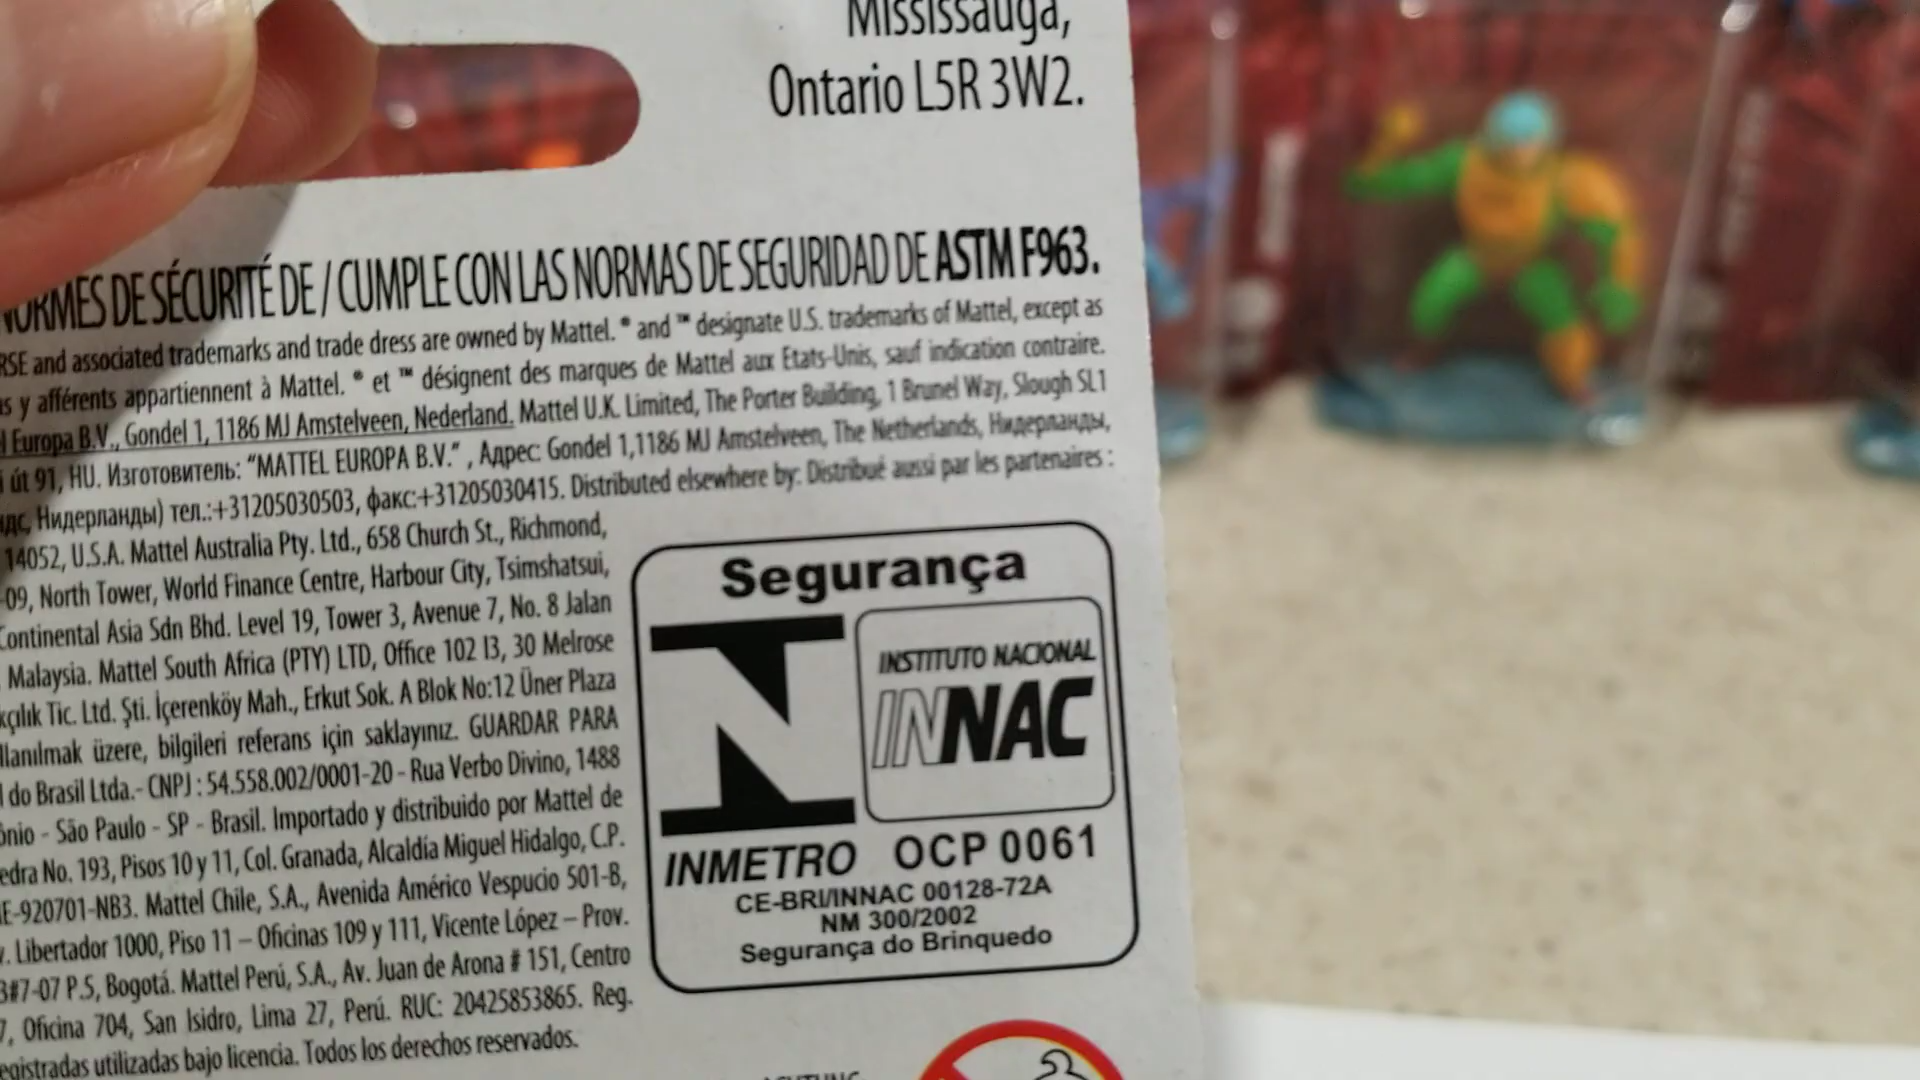 Mississauga,
Ontario L5R 3W2.
NORMES DE SÉCURITÉ DE / CUMPLE CON LAS NORMAS DE SEGURIDAD DE ASTM F963.
RSE and associated trademarks and trade dress are owned by Mattel. ® and ™ designate U.S. trademarks of Mattel, except as
s y afférents appartiennent à Mattel. ® et ™ désignent des marques de Mattel aux Etats-Unis, sauf indication contraire.
l Europa B.V., Gondel 1, 1186 MJ Amstelveen, Nederland. Mattel U.K. Limited, The Porter Building, 1 Brunel Way, Slough SL1
i út 91, HU. Изготовитель: "MATTEL EUROPA B.V." , Адрес: Gondel 1,1186 MJ Amstelveen, The Netherlands, Нидерланды,
дс, Нидерланды) тел.:+31205030503, факс:+31205030415. Distributed elsewhere by: Distribué aussi par les partenaires :
14052, U.S.A. Mattel Australia Pty. Ltd., 658 Church St., Richmond,
-09, North Tower, World Finance Centre, Harbour City, Tsimshatsui,
Continental Asia Sdn Bhd. Level 19, Tower 3, Avenue 7, No. 8 Jalan
, Malaysia. Mattel South Africa (PTY) LTD, Office 102 I3, 30 Melrose
kçılık Tic. Ltd. Şti. İçerenköy Mah., Erkut Sok. A Blok No:12 Üner Plaza
llanılmak üzere, bilgileri referans için saklayınız. GUARDAR PARA
l do Brasil Ltda.- CNPJ : 54.558.002/0001-20 - Rua Verbo Divino, 1488
ônio - São Paulo - SP - Brasil. Importado y distribuido por Mattel de
edra No. 193, Pisos 10 y 11, Col. Granada, Alcaldía Miguel Hidalgo, C.P.
E-920701-NB3. Mattel Chile, S.A., Avenida Américo Vespucio 501-B,
v. Libertador 1000, Piso 11 – Oficinas 109 y 111, Vicente López – Prov.
3#7-07 P.5, Bogotá. Mattel Perú, S.A., Av. Juan de Arona # 151, Centro
7, Oficina 704, San Isidro, Lima 27, Perú. RUC: 20425853865. Reg.
egistradas utilizadas bajo licencia. Todos los derechos reservados.
Segurança
INSTITUTO NACIONAL
INNAC
INMETRO OCP 0061
CE-BRI/INNAC 00128-72A
NM 300/2002
Segurança do Brinquedo